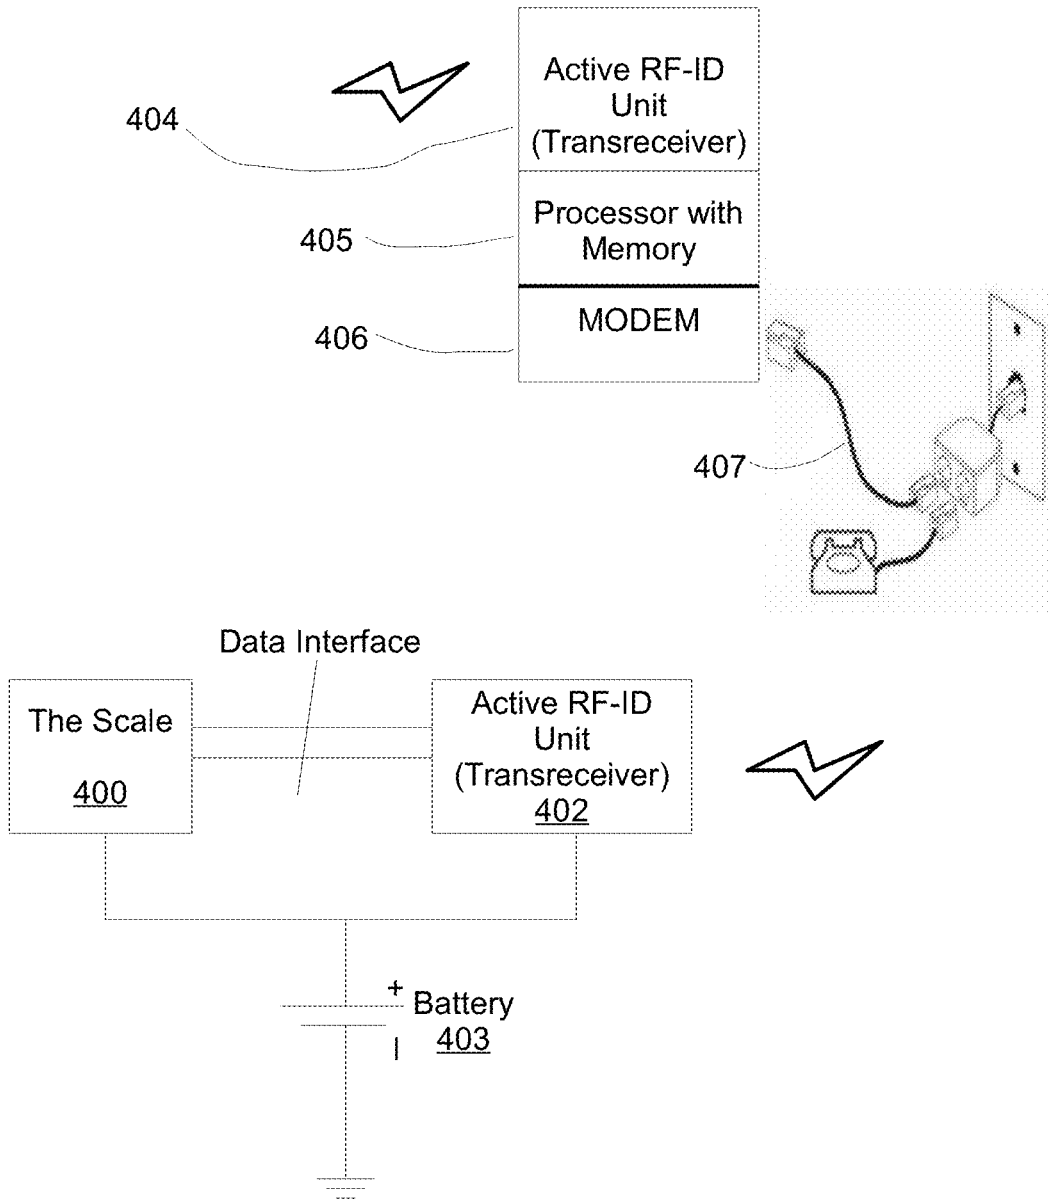 Active RF-ID
Unit
(Transreceiver)
404
Processor with
Memory
405
MODEM
406
407
Data Interface
The Scale
400
Active RF-ID
Unit
(Transreceiver)
402
+
Battery
403
|